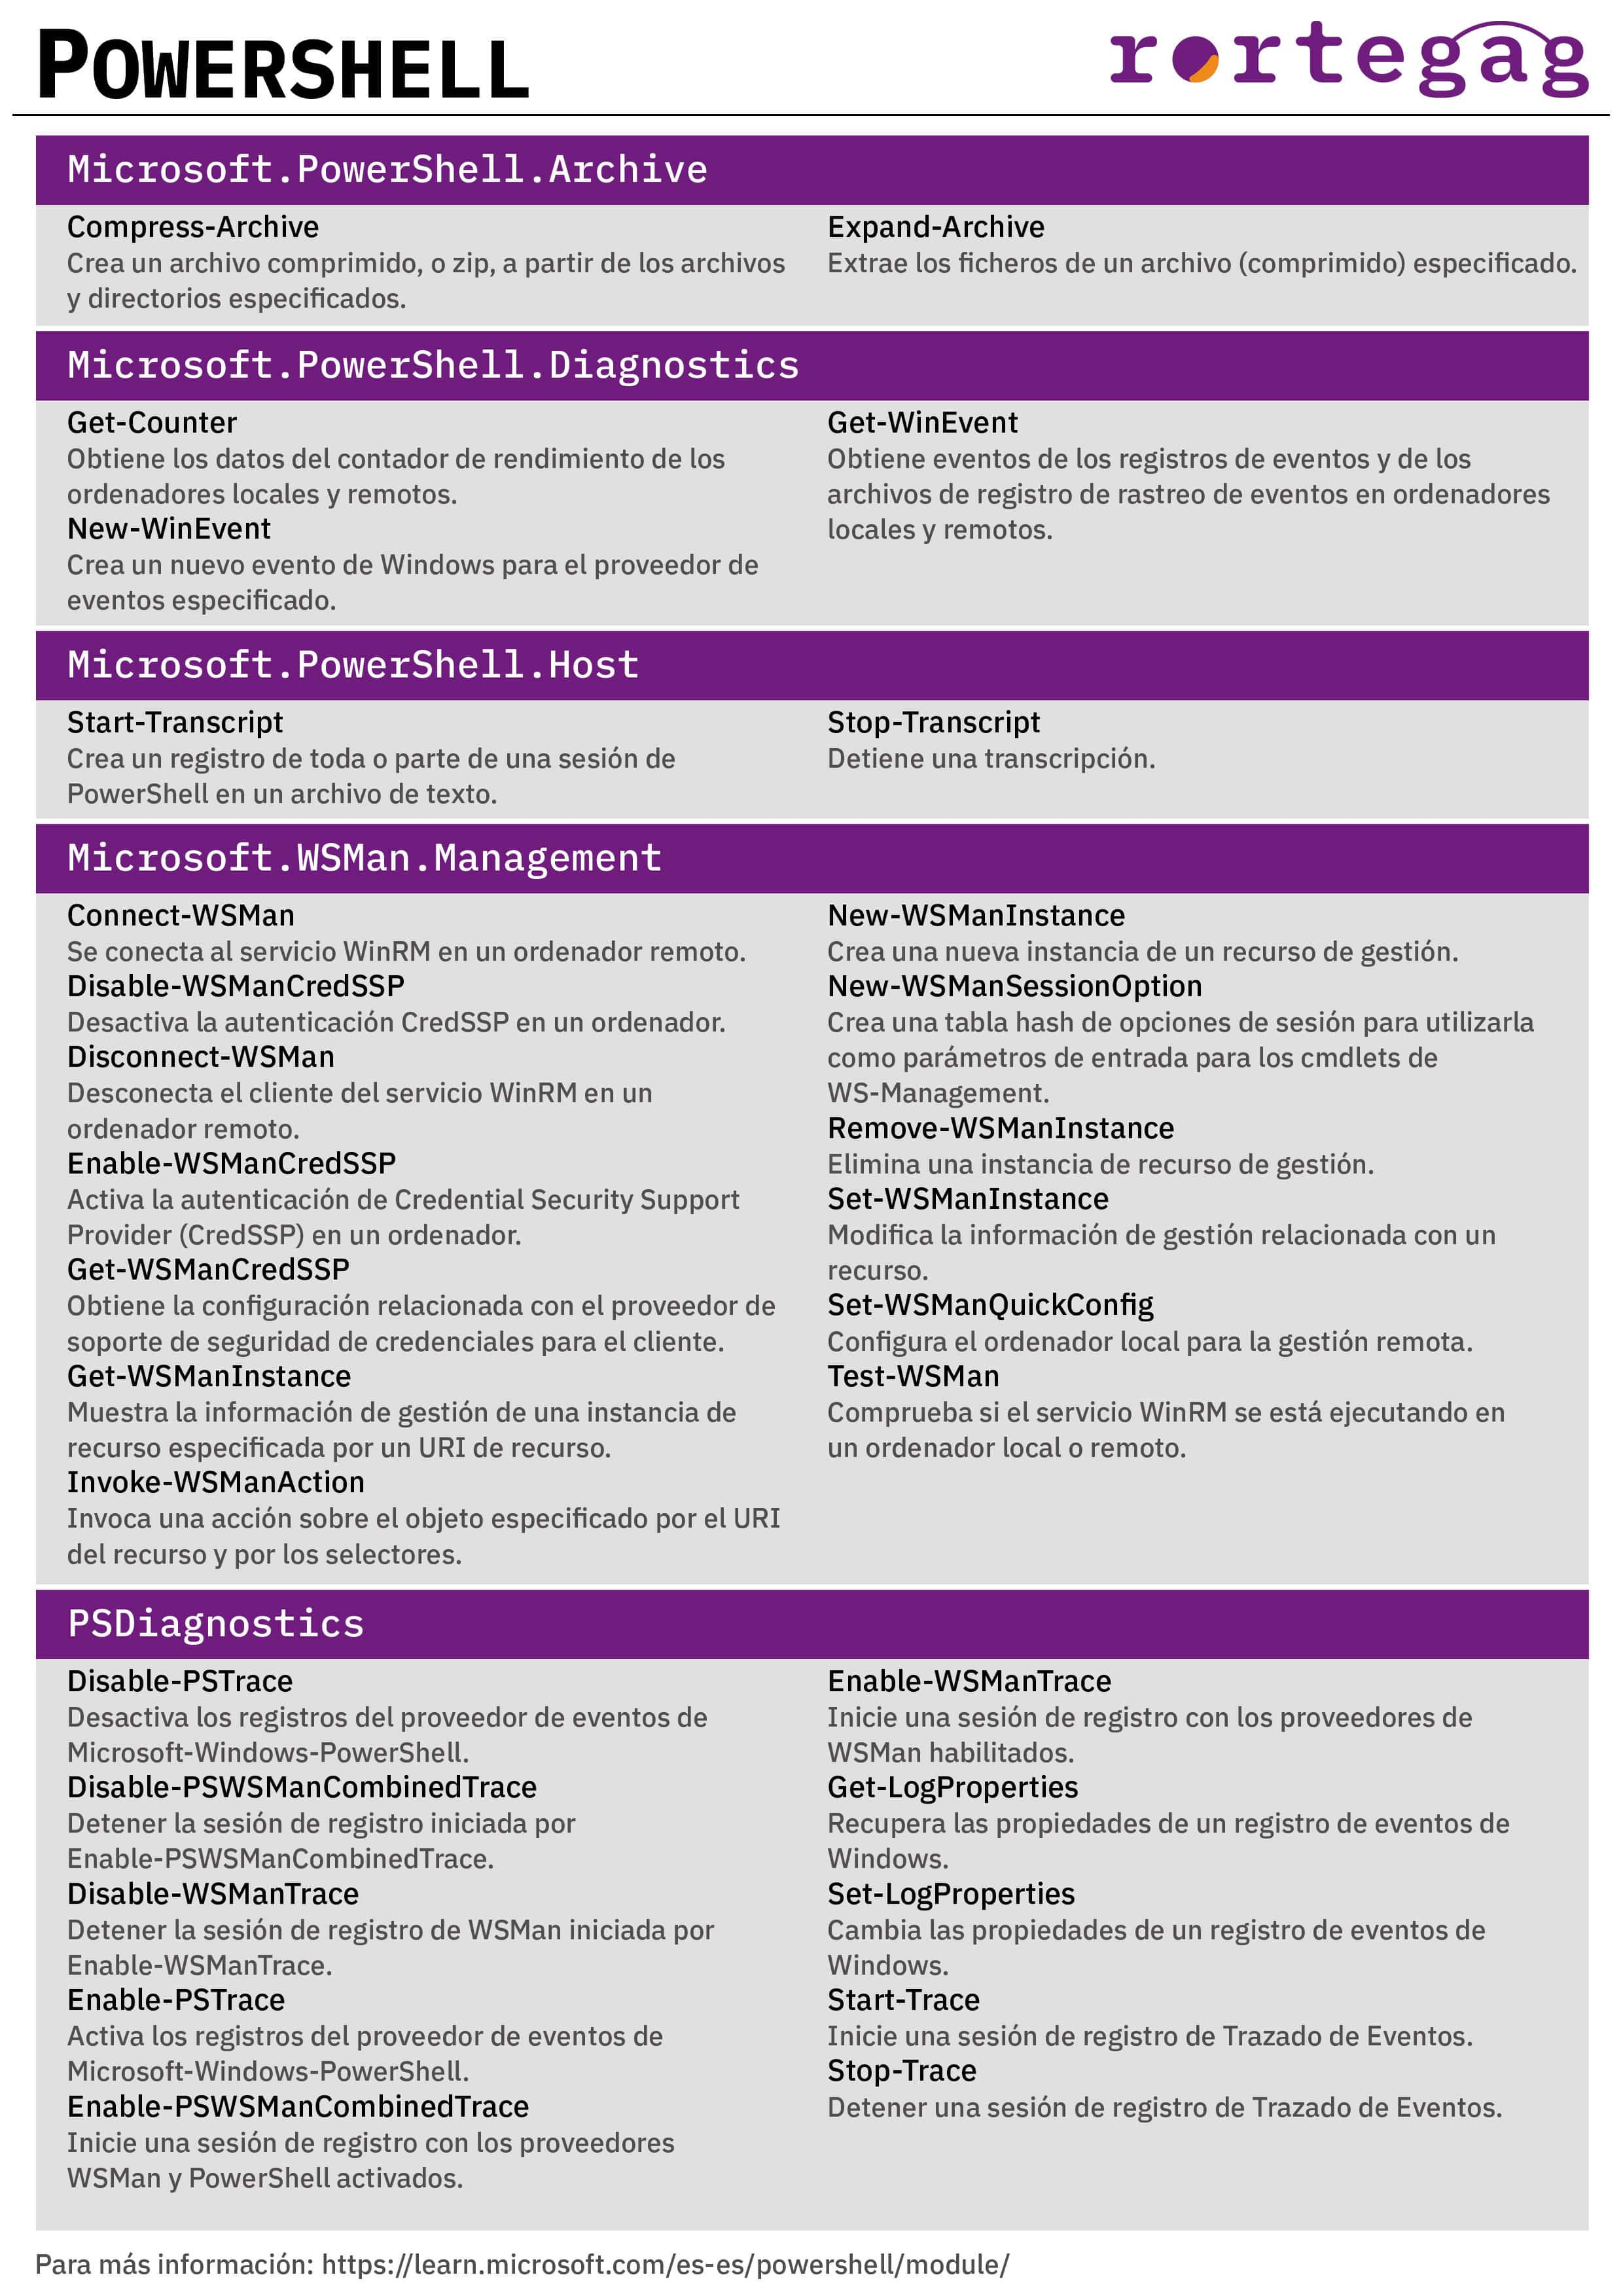 POWERSHELL
rortegag
Microsoft.PowerShell.Archive
Compress-Archive
Crea un archivo comprimido, o zip, a partir de los archivos
y directorios especificados.
Expand-Archive
Extrae los ficheros de un archivo (comprimido) especificado.
Microsoft.PowerShell.Diagnostics
Get-Counter
Obtiene los datos del contador de rendimiento de los
ordenadores locales y remotos.
New-WinEvent
Crea un nuevo evento de Windows para el proveedor de
eventos especificado.
Get-WinEvent
Obtiene eventos de los registros de eventos y de los
archivos de registro de rastreo de eventos en ordenadores
locales y remotos.
Microsoft.PowerShell.Host
Start-Transcript
Crea un registro de toda o parte de una sesión de
PowerShell en un archivo de texto.
Stop-Transcript
Detiene una transcripción.
Microsoft.WSMan.Management
Connect-WSMan
Se conecta al servicio WinRM en un ordenador remoto.
Disable-WSManCredSSP
Desactiva la autenticación CredSSP en un ordenador.
Disconnect-WSMan
Desconecta el cliente del servicio WinRM en un
ordenador remoto.
Enable-WSManCredSSP
Activa la autenticación de Credential Security Support
Provider (CredSSP) en un ordenador.
Get-WSManCredSSP
Obtiene la configuración relacionada con el proveedor de
soporte de seguridad de credenciales para el cliente.
Get-WSManInstance
Muestra la información de gestión de una instancia de
recurso especificada por un URI de recurso.
Invoke-WSManAction
Invoca una acción sobre el objeto especificado por el URI
del recurso y por los selectores.
New-WSManInstance
Crea una nueva instancia de un recurso de gestión.
New-WSManSessionOption
Crea una tabla hash de opciones de sesión para utilizarla
como parámetros de entrada para los cmdlets de
WS-Management.
Remove-WSManInstance
Elimina una instancia de recurso de gestión.
Set-WSManInstance
Modifica la información de gestión relacionada con un
recurso.
Set-WSManQuickConfig
Configura el ordenador local para la gestión remota.
Test-WSMan
Comprueba si el servicio WinRM se está ejecutando en
un ordenador local o remoto.
PSDiagnostics
Disable-PSTrace
Desactiva los registros del proveedor de eventos de
Microsoft-Windows-PowerShell.
Disable-PSWSManCombinedTrace
Detener la sesión de registro iniciada por
Enable-PSWSManCombinedTrace.
Disable-WSManTrace
Detener la sesión de registro de WSMan iniciada por
Enable-WSManTrace.
Enable-PSTrace
Activa los registros del proveedor de eventos de
Microsoft-Windows-PowerShell.
Enable-PSWSManCombinedTrace
Inicie una sesión de registro con los proveedores
WSMan y PowerShell activados.
Enable-WSManTrace
Inicie una sesión de registro con los proveedores de
WSMan habilitados.
Get-LogProperties
Recupera las propiedades de un registro de eventos de
Windows.
Set-LogProperties
Cambia las propiedades de un registro de eventos de
Windows.
Start-Trace
Inicie una sesión de registro de Trazado de Eventos.
Stop-Trace
Detener una sesión de registro de Trazado de Eventos.
Para más información: https://learn.microsoft.com/es-es/powershell/module/